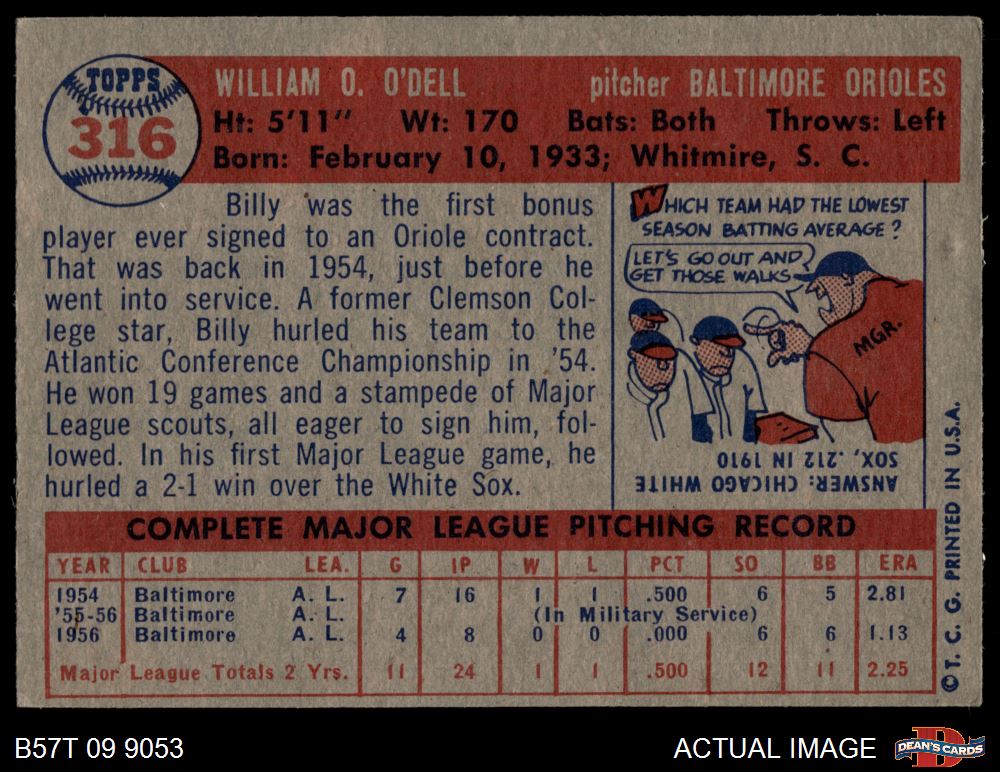 TOPPS
316
WILLIAM O. O'DELL pitcher BALTIMORE ORIOLES
Ht: 5'11" Wt: 170 Bats: Both Throws: Left
Born: February 10, 1933; Whitmire, S. C.
Billy was the first bonus
player ever signed to an Oriole contract.
That was back in 1954, just before he
went into service. A former Clemson Col-
lege star, Billy hurled his team to the
Atlantic Conference Championship in '54.
He won 19 games and a stampede of Major
League scouts, all eager to sign him, fol-
lowed. In his first Major League game, he
hurled a 2-1 win over the White Sox.
WHICH TEAM HAD THE LOWEST
SEASON BATTING AVERAGE?
LET'S GO OUT AND
GET THOSE WALKS
MGR.
ANSWER: CHICAGO WHITE
SOX, .212 IN 1910
COMPLETE MAJOR LEAGUE PITCHING RECORD
YEAR CLUB LEA. G IP W L PCT SO BB ERA
1954 Baltimore A. L. 7 16 1 1 .500 6 5 2.81
'55-56 Baltimore A. L. (In Military Service)
1956 Baltimore A. L. 4 8 0 0 .000 6 6 1.13
Major League Totals 2 Yrs. 11 24 1 1 .500 12 11 2.25
© T. C. G. PRINTED IN U.S.A.
B57T 09 9053
ACTUAL IMAGE
DEAN'S CARDS